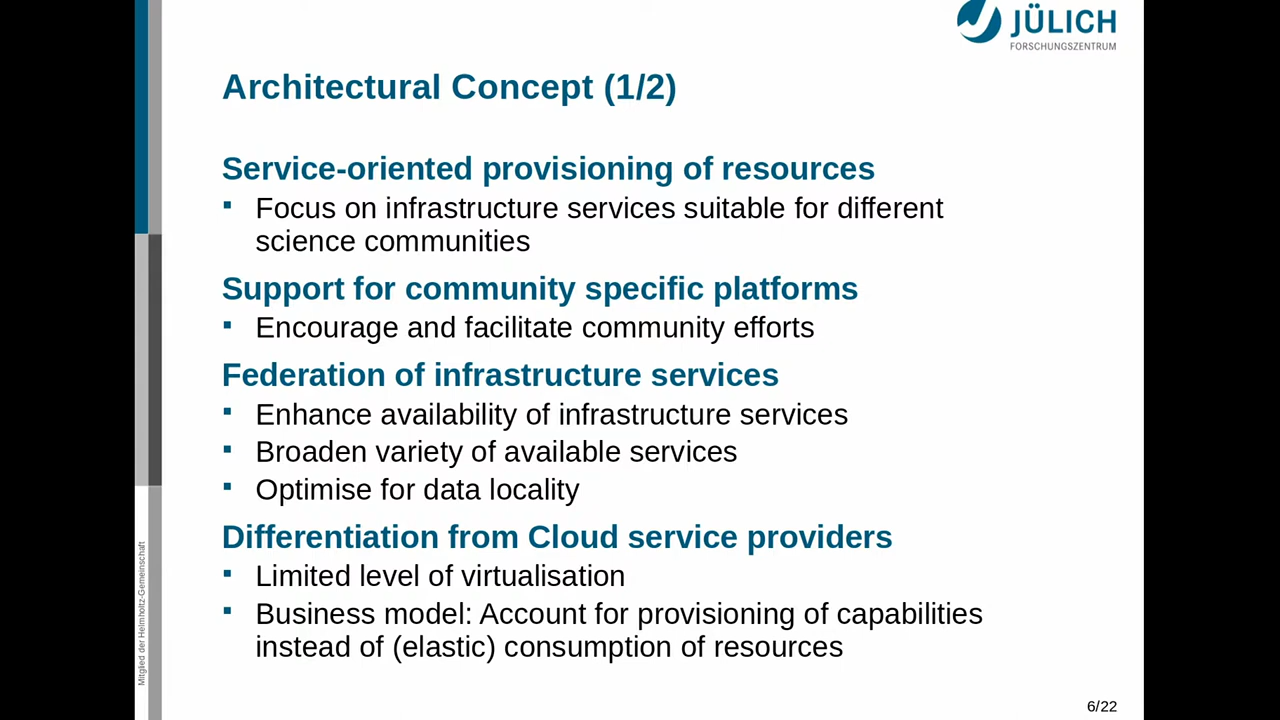 JÜLICH
FORSCHUNGSZENTRUM
Architectural Concept (1/2)
Service-oriented provisioning of resources
▪ Focus on infrastructure services suitable for different
science communities
Support for community specific platforms
▪ Encourage and facilitate community efforts
Federation of infrastructure services
▪ Enhance availability of infrastructure services
▪ Broaden variety of available services
▪ Optimise for data locality
Differentiation from Cloud service providers
▪ Limited level of virtualisation
▪ Business model: Account for provisioning of capabilities
instead of (elastic) consumption of resources
Mitglied der Helmholtz-Gemeinschaft
6/22